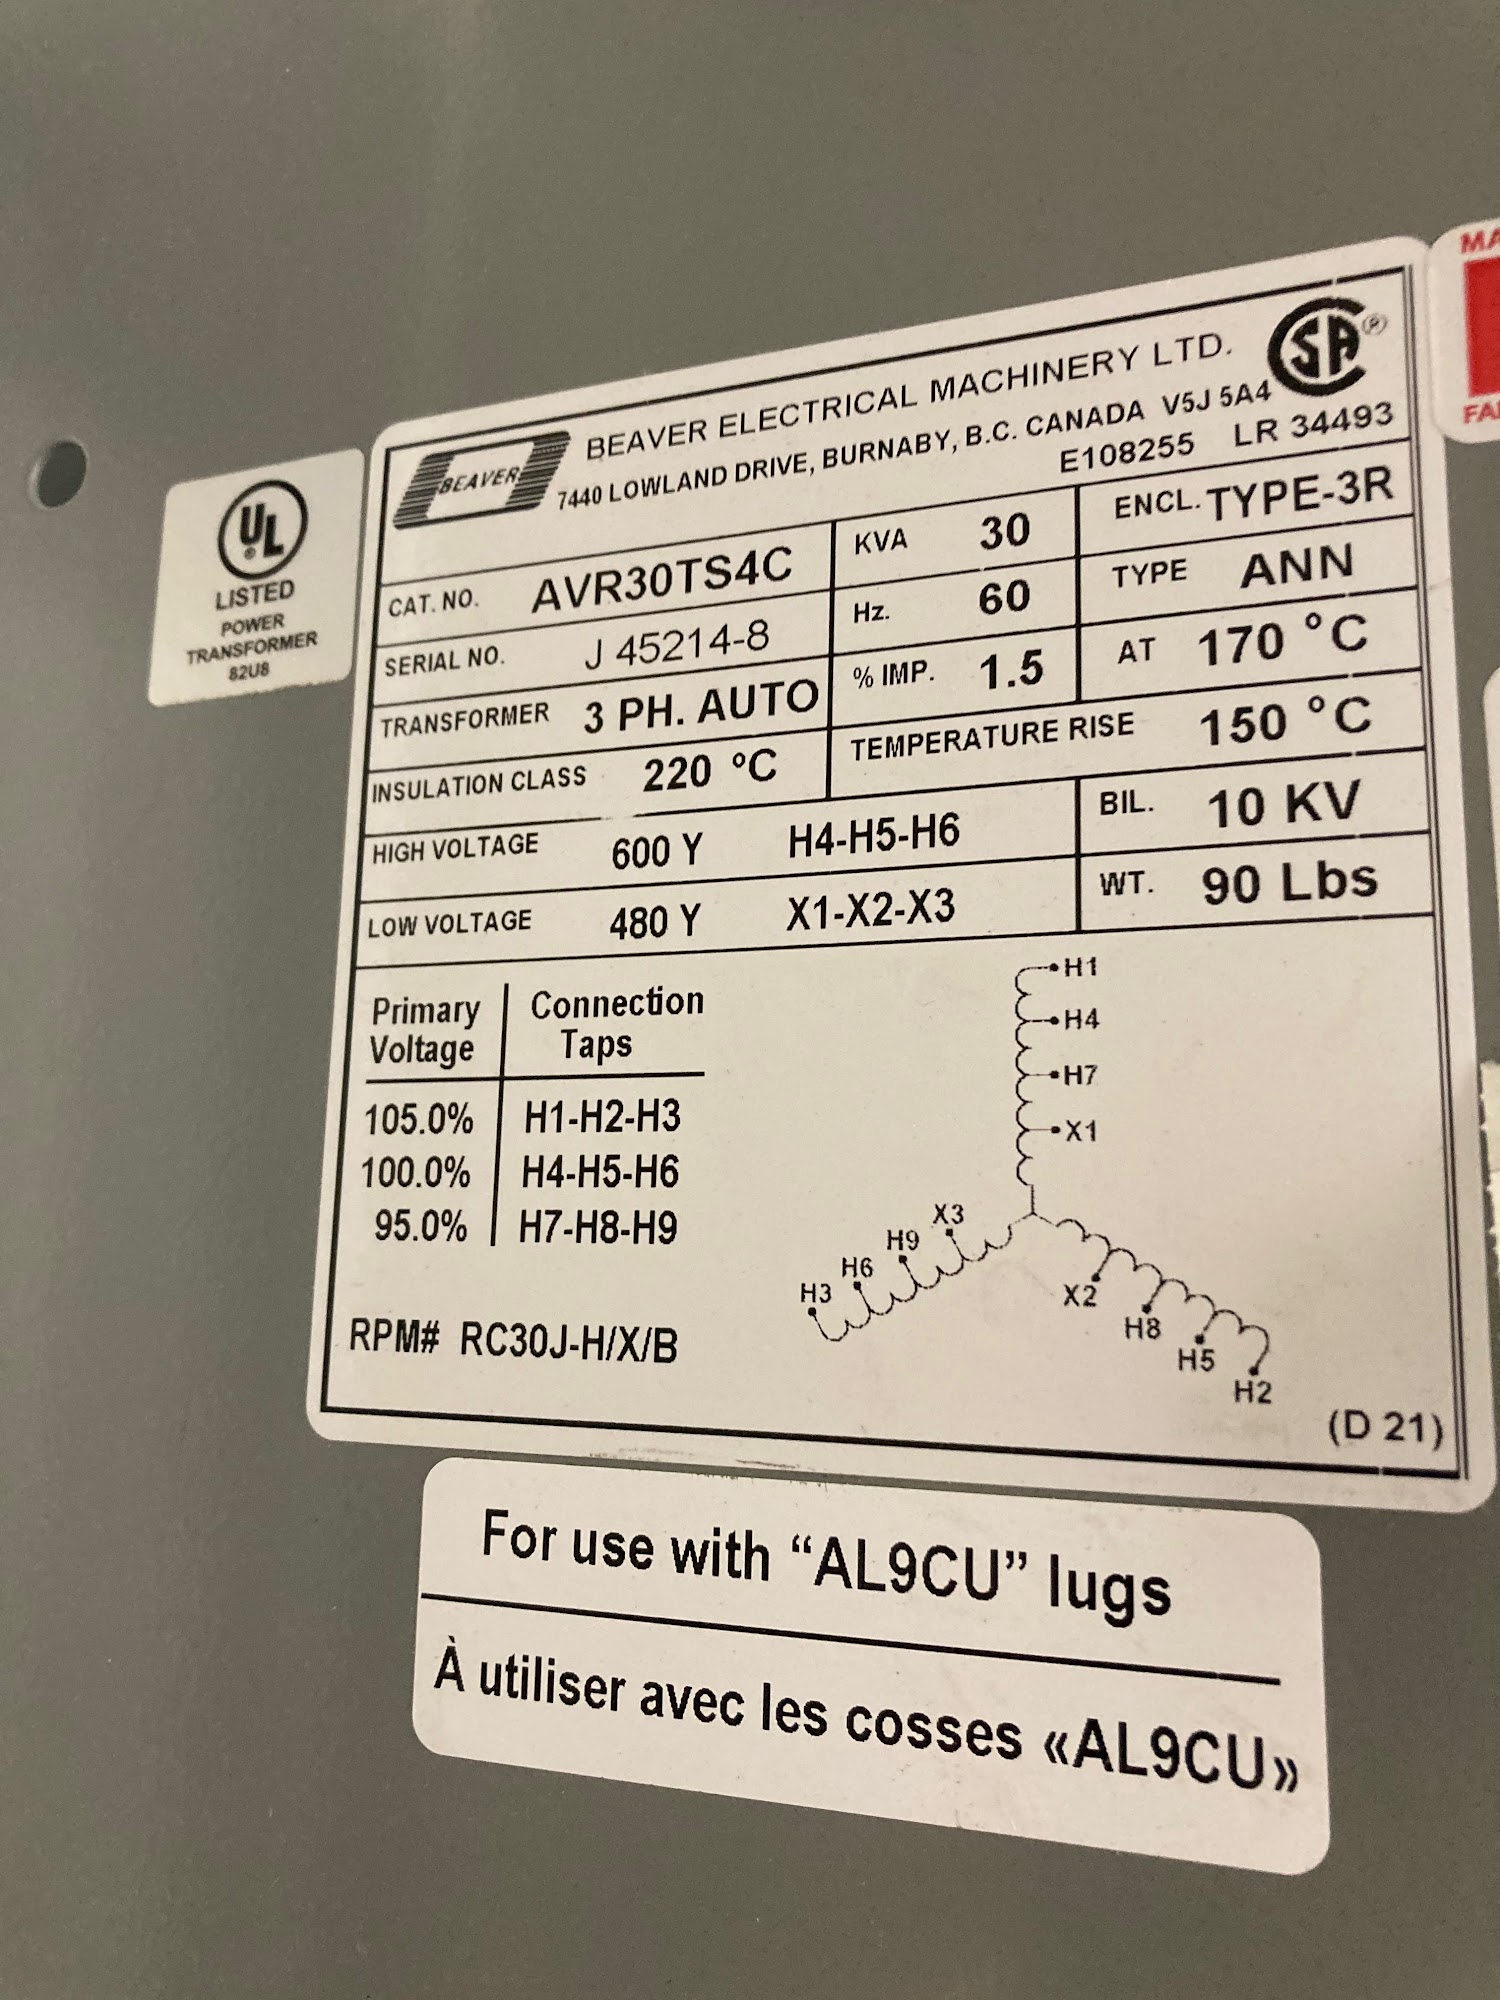 BEAVER
BEAVER ELECTRICAL MACHINERY LTD.
7440 LOWLAND DRIVE, BURNABY, B.C. CANADA V5J 5A4
E108255 LR 34493
SA ®
UL ®
LISTED
POWER
TRANSFORMER
82U8
CAT. NO. AVR30TS4C
SERIAL NO. J 45214-8
TRANSFORMER 3 PH. AUTO
INSULATION CLASS 220 °C
KVA 30
Hz. 60
% IMP. 1.5
ENCL. TYPE-3R
TYPE ANN
AT 170 °C
TEMPERATURE RISE 150 °C
HIGH VOLTAGE 600 Y H4-H5-H6
LOW VOLTAGE 480 Y X1-X2-X3
BIL. 10 KV
WT. 90 Lbs
Primary Voltage Connection Taps
105.0% H1-H2-H3
100.0% H4-H5-H6
95.0% H7-H8-H9
RPM# RC30J-H/X/B
H1
H4
H7
X1
X3
H9
H6
H3
X2
H8
H5
H2
(D 21)
For use with “AL9CU” lugs
À utiliser avec les cosses «AL9CU»